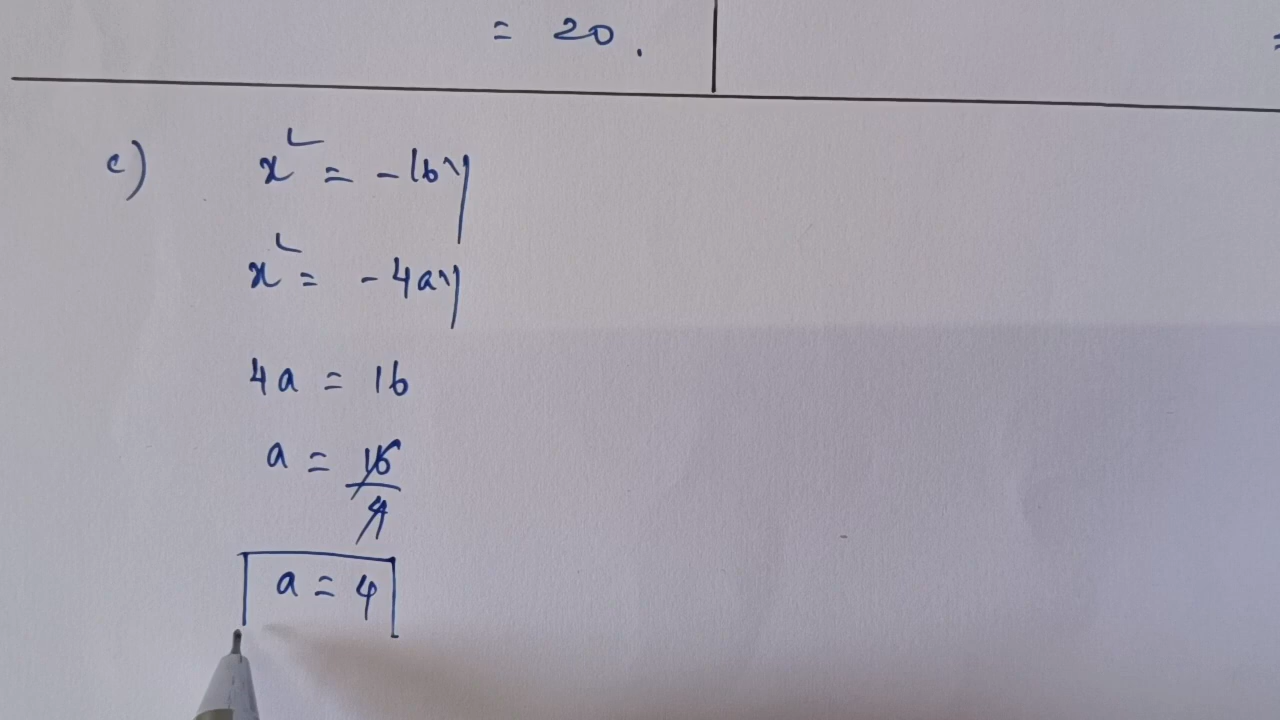 = 20.
c) x² = -16y
x² = -4ay
4a = 16
a = 16/4
a = 4